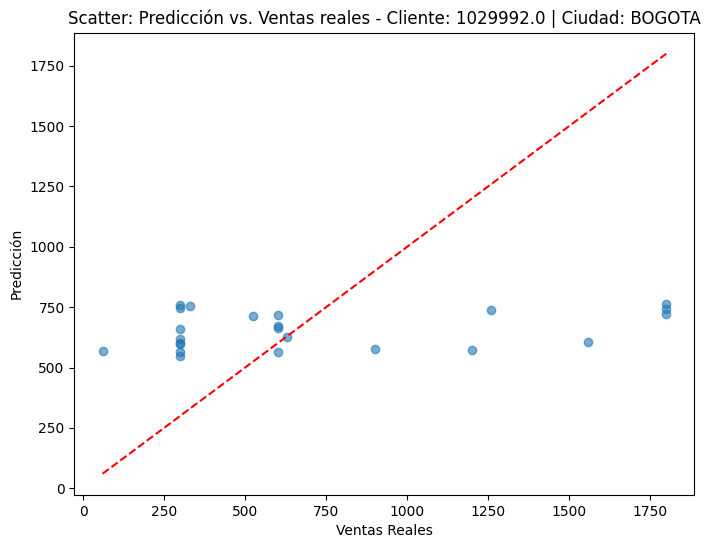 Scatter: Predicción vs. Ventas reales - Cliente: 1029992.0 | Ciudad: BOGOTA
1750
1500
1250
1000
750
500
250
0
Predicción
0 250 500 750 1000 1250 1500 1750
Ventas Reales